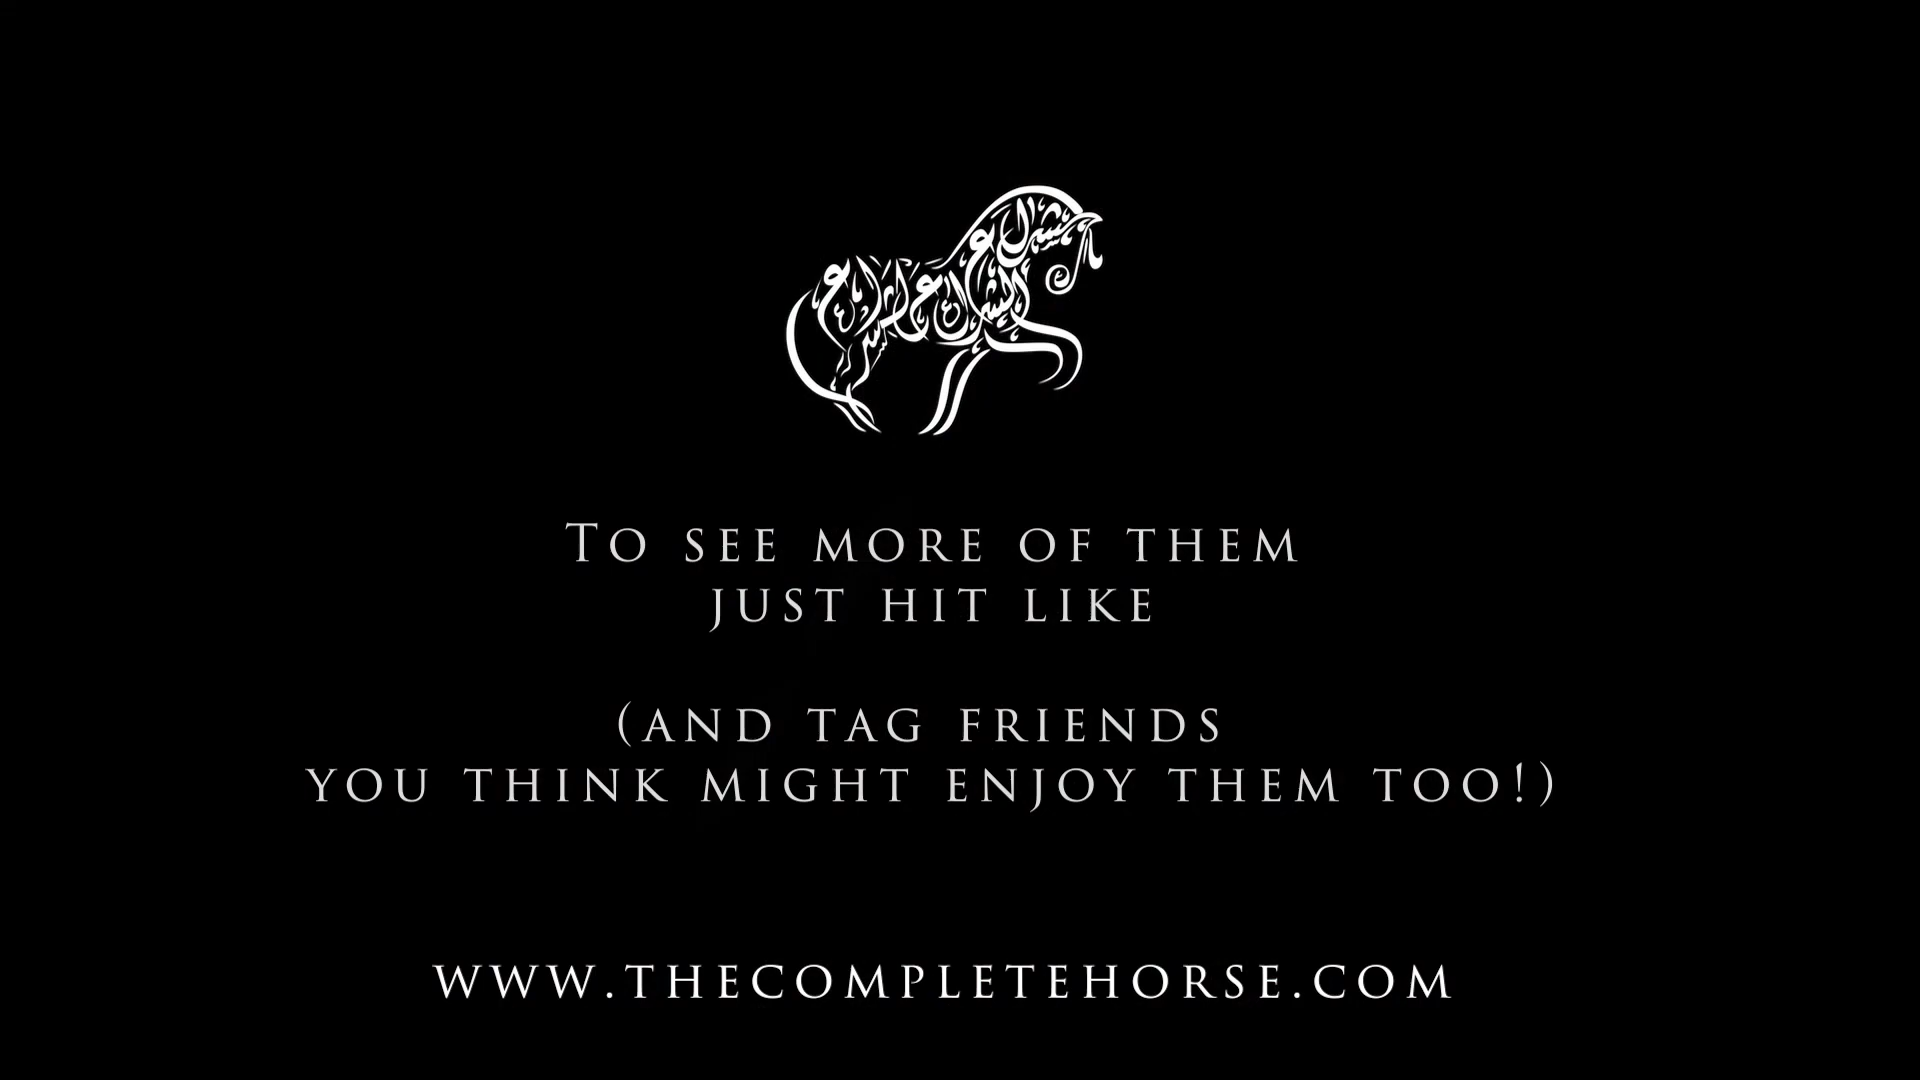 To see more of them
just hit like
(and tag friends
you think might enjoy them too!)
www.thecompletehorse.com